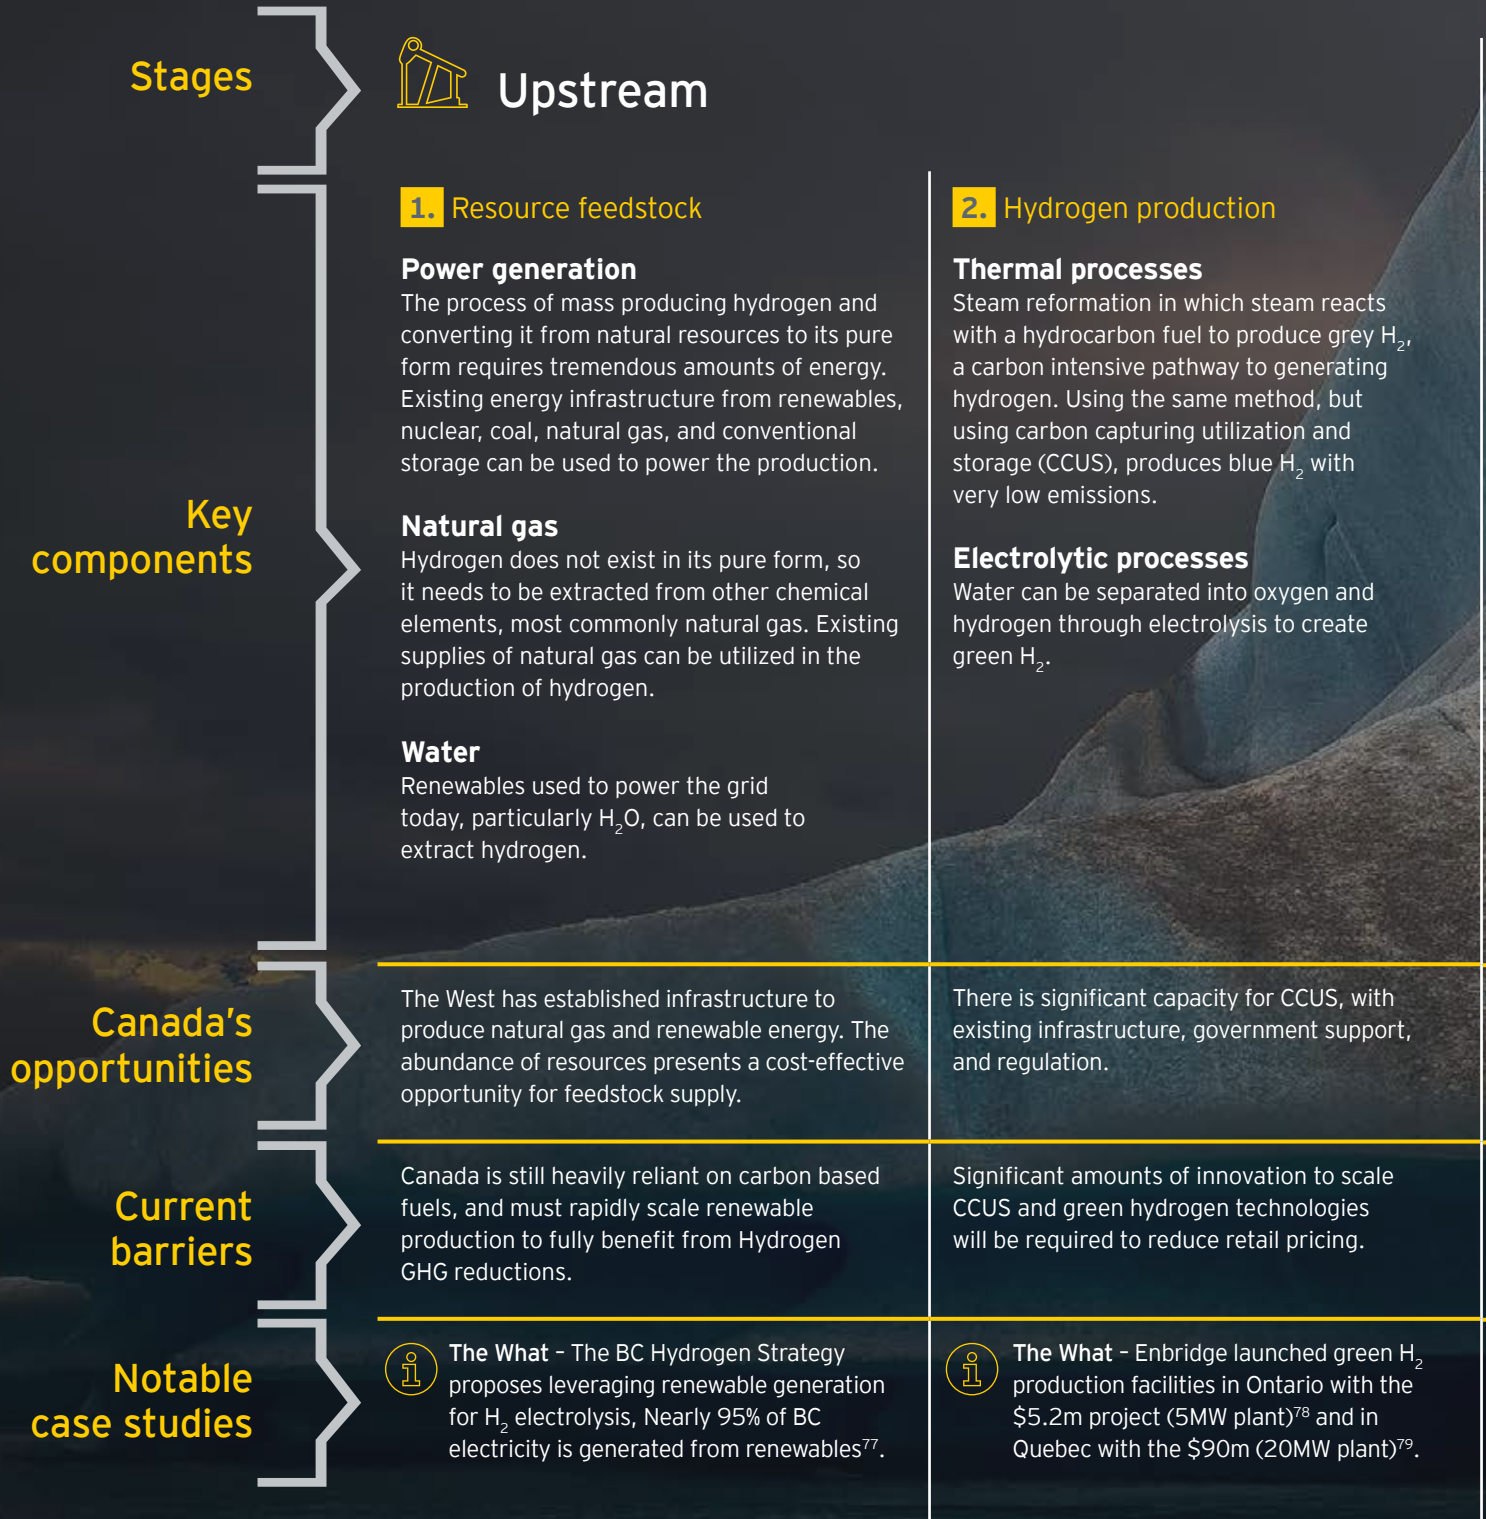 Stages
Upstream
Key
components
1. Resource feedstock
Power generation
The process of mass producing hydrogen and
converting it from natural resources to its pure
form requires tremendous amounts of energy.
Existing energy infrastructure from renewables,
nuclear, coal, natural gas, and conventional
storage can be used to power the production.
Natural gas
Hydrogen does not exist in its pure form, so
it needs to be extracted from other chemical
elements, most commonly natural gas. Existing
supplies of natural gas can be utilized in the
production of hydrogen.
Water
Renewables used to power the grid
today, particularly H₂O, can be used to
extract hydrogen.
2. Hydrogen production
Thermal processes
Steam reformation in which steam reacts
with a hydrocarbon fuel to produce grey H₂,
a carbon intensive pathway to generating
hydrogen. Using the same method, but
using carbon capturing utilization and
storage (CCUS), produces blue H₂ with
very low emissions.
Electrolytic processes
Water can be separated into oxygen and
hydrogen through electrolysis to create
green H₂.
Canada's
opportunities
The West has established infrastructure to
produce natural gas and renewable energy. The
abundance of resources presents a cost-effective
opportunity for feedstock supply.
There is significant capacity for CCUS, with
existing infrastructure, government support,
and regulation.
Current
barriers
Canada is still heavily reliant on carbon based
fuels, and must rapidly scale renewable
production to fully benefit from Hydrogen
GHG reductions.
Significant amounts of innovation to scale
CCUS and green hydrogen technologies
will be required to reduce retail pricing.
Notable
case studies
The What – The BC Hydrogen Strategy
proposes leveraging renewable generation
for H₂ electrolysis, Nearly 95% of BC
electricity is generated from renewables⁷⁷.
The What – Enbridge launched green H₂
production facilities in Ontario with the
$5.2m project (5MW plant)⁷⁸ and in
Quebec with the $90m (20MW plant)⁷⁹.